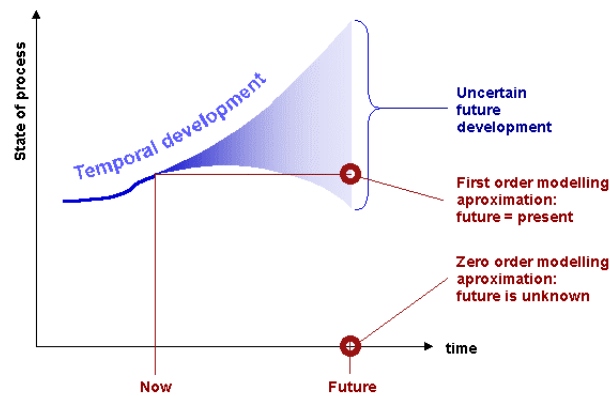 State of process
Temporal development
Uncertain
future
development
First order modelling
aproximation:
future = present
Zero order modelling
aproximation:
future is unknown
time
Now
Future